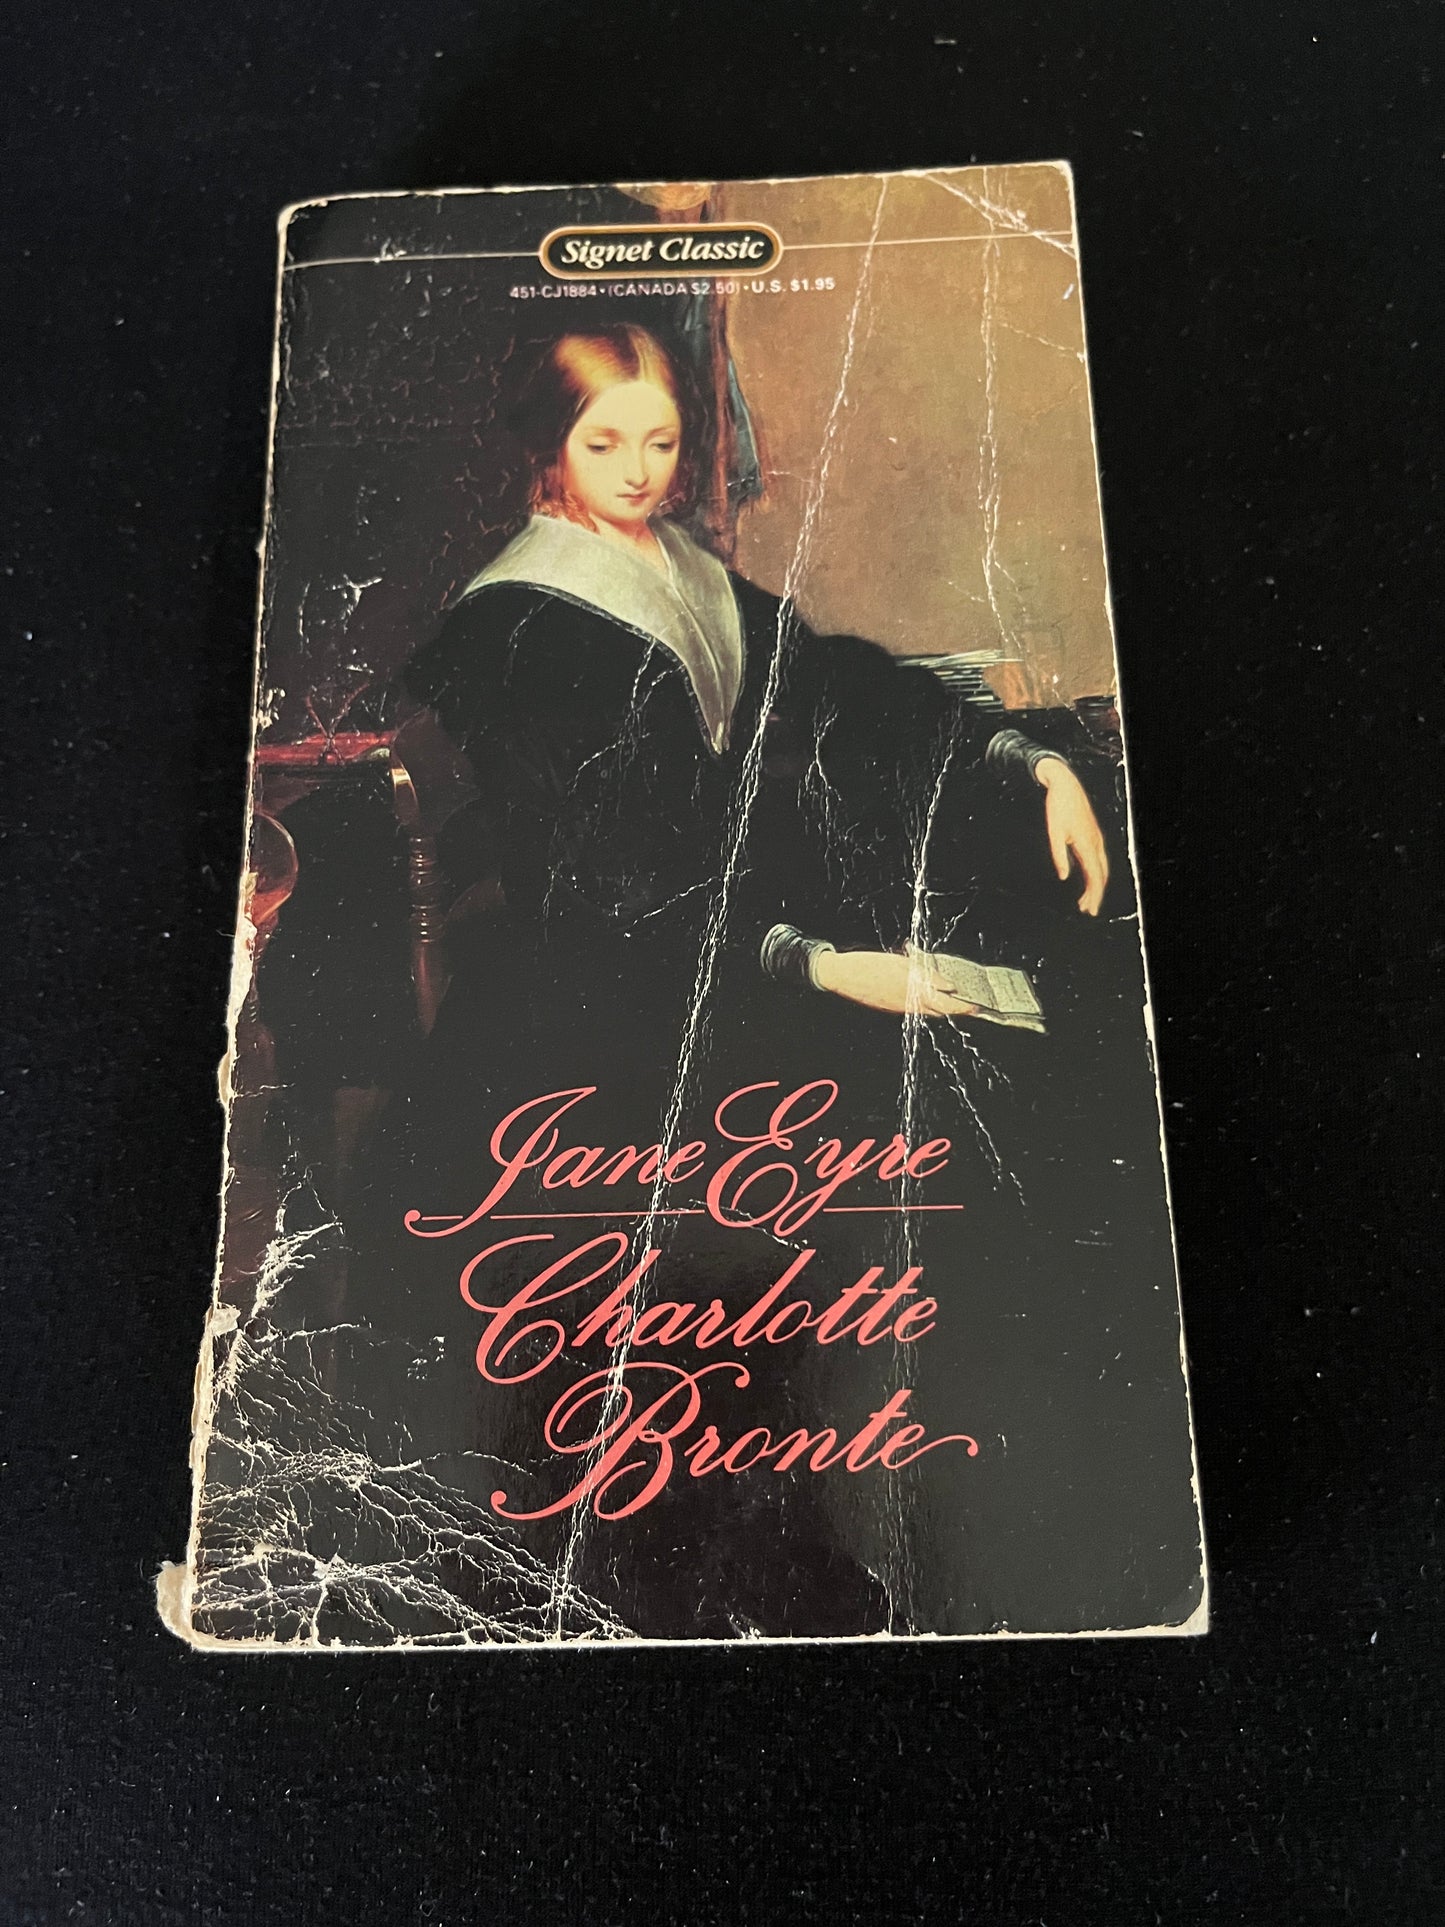 Signet Classic
451-CJ1884 • (CANADA $2.50) • U.S. $1.95
Jane Eyre
Charlotte
Bronte